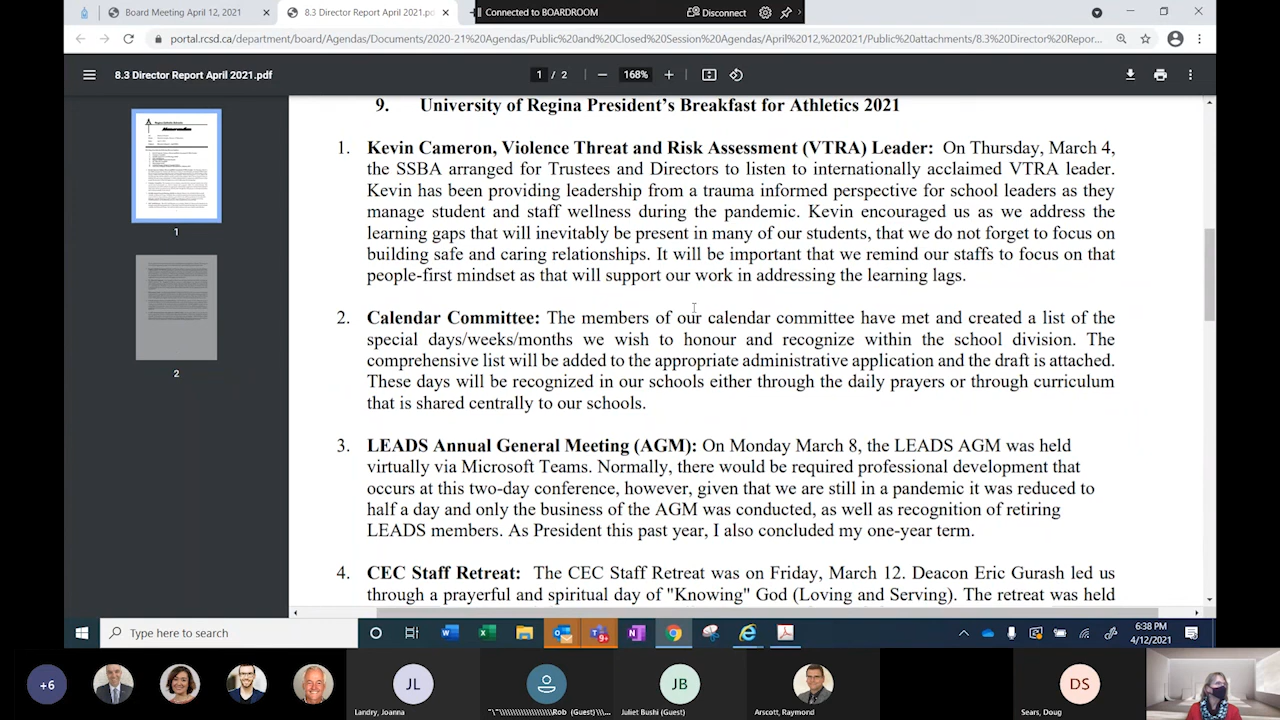 Board Meeting April 12, 2021
8.3 Director Report April 2021.pd
Connected to BOARDROOM
Disconnect
portal.rcsd.ca/department/board/Agendas/Documents/2020-21%20Agendas/Public%20and%20Closed%20Session%20Agendas/April%2012,%202021/Public%20attachments/8.3%20Director%20Repor...
8.3 Director Report April 2021.pdf
1 / 2
168%
1
2
9. University of Regina President's Breakfast for Athletics 2021
1. Kevin Cameron, Violence Threat and Risk Assessment (VTRA) Leader: On Thursday, March 4,
the SSBA arranged for Trustees and Directors to listen to internationally acclaimed VTRA leader.
Kevin has been providing leadership from a trauma informed perspective for school leaders as they
manage student and staff wellness during the pandemic. Kevin encouraged us as we address the
learning gaps that will inevitably be present in many of our students, that we do not forget to focus on
building safe and caring relationships. It will be important that we remind our staffs to focus on that
people-first mindset as that will support our work in addressing the learning lags.
2. Calendar Committee: The members of our calendar committee have met and created a list of the
special days/weeks/months we wish to honour and recognize within the school division. The
comprehensive list will be added to the appropriate administrative application and the draft is attached.
These days will be recognized in our schools either through the daily prayers or through curriculum
that is shared centrally to our schools.
3. LEADS Annual General Meeting (AGM): On Monday March 8, the LEADS AGM was held
virtually via Microsoft Teams. Normally, there would be required professional development that
occurs at this two-day conference, however, given that we are still in a pandemic it was reduced to
half a day and only the business of the AGM was conducted, as well as recognition of retiring
LEADS members. As President this past year, I also concluded my one-year term.
4. CEC Staff Retreat: The CEC Staff Retreat was on Friday, March 12. Deacon Eric Gurash led us
through a prayerful and spiritual day of "Knowing" God (Loving and Serving). The retreat was held
Type here to search
9+
6:38 PM
4/12/2021
+6
JL
JB
DS
Landry, Joanna
Rob (Guest)
Juliet Bushi (Guest)
Arscott, Raymond
Sears, Doug